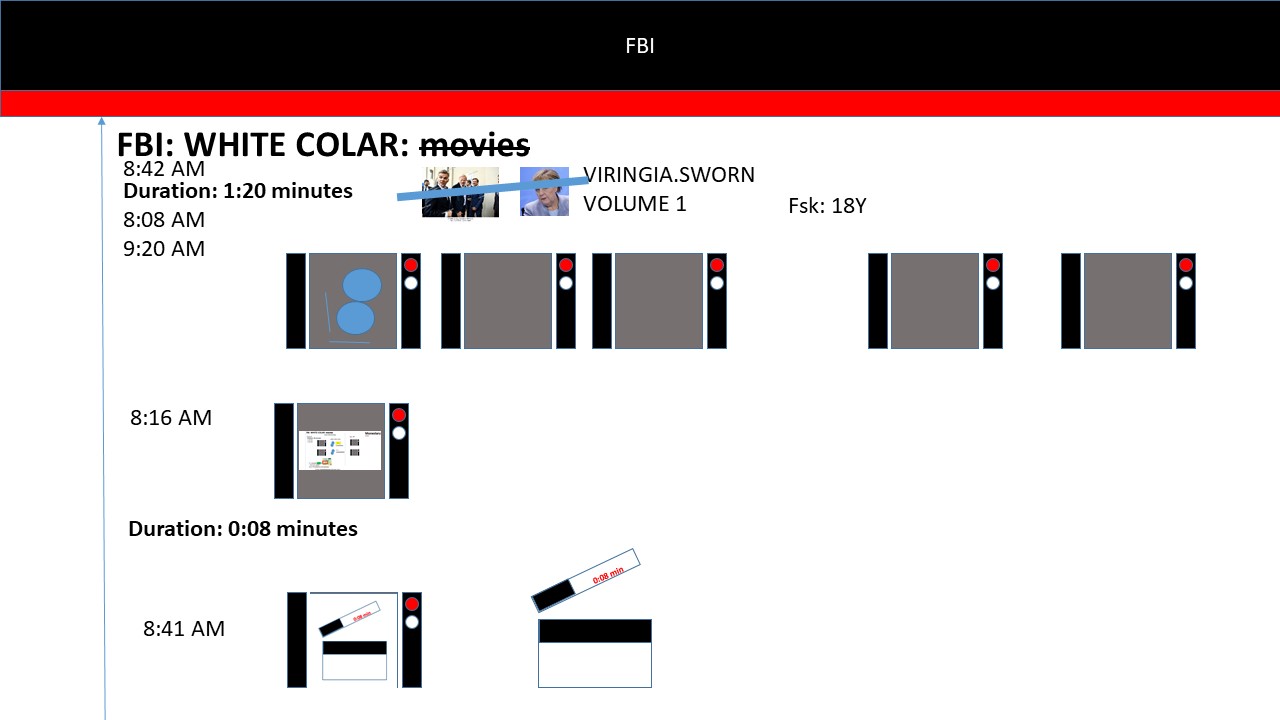 FBI
FBI: WHITE COLAR: movies
8:42 AM
Duration: 1:20 minutes
8:08 AM
9:20 AM
VIRINGIA.SWORN
VOLUME 1
Fsk: 18Y
8:16 AM
Duration: 0:08 minutes
0:08 min
8:41 AM
0:08 min